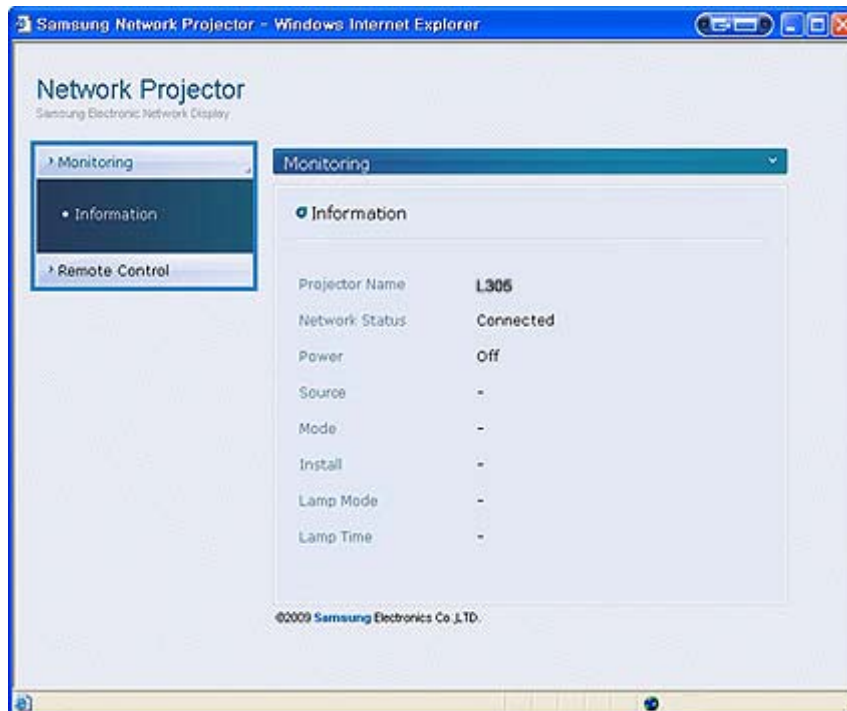 Samsung Network Projector - Windows Internet Explorer
Network Projector
Samsung Electronic Network Display
Monitoring
Information
Remote Control
Monitoring
Information
Projector Name L305
Network Status Connected
Power Off
Source -
Mode -
Install -
Lamp Mode -
Lamp Time -
©2009 Samsung Electronics Co.,LTD.